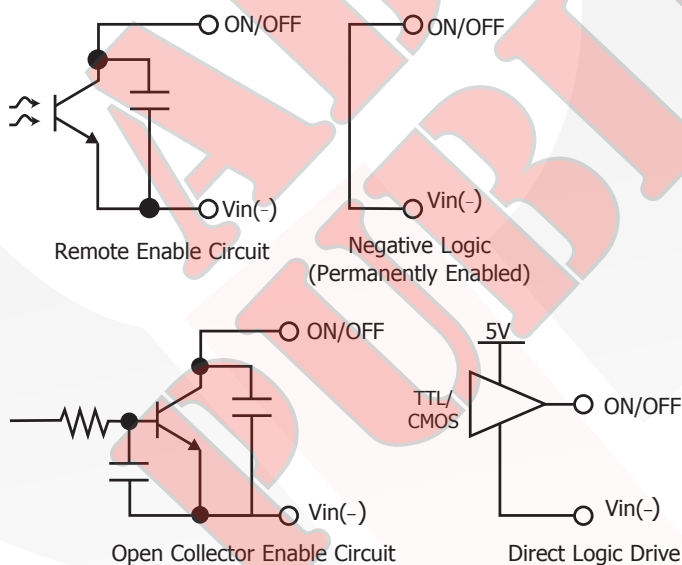 ON/OFF
Vin(–)
Remote Enable Circuit
ON/OFF
Vin(–)
Negative Logic
(Permanently Enabled)
ON/OFF
Vin(–)
Open Collector Enable Circuit
5V
TTL/
CMOS
ON/OFF
Vin(–)
Direct Logic Drive